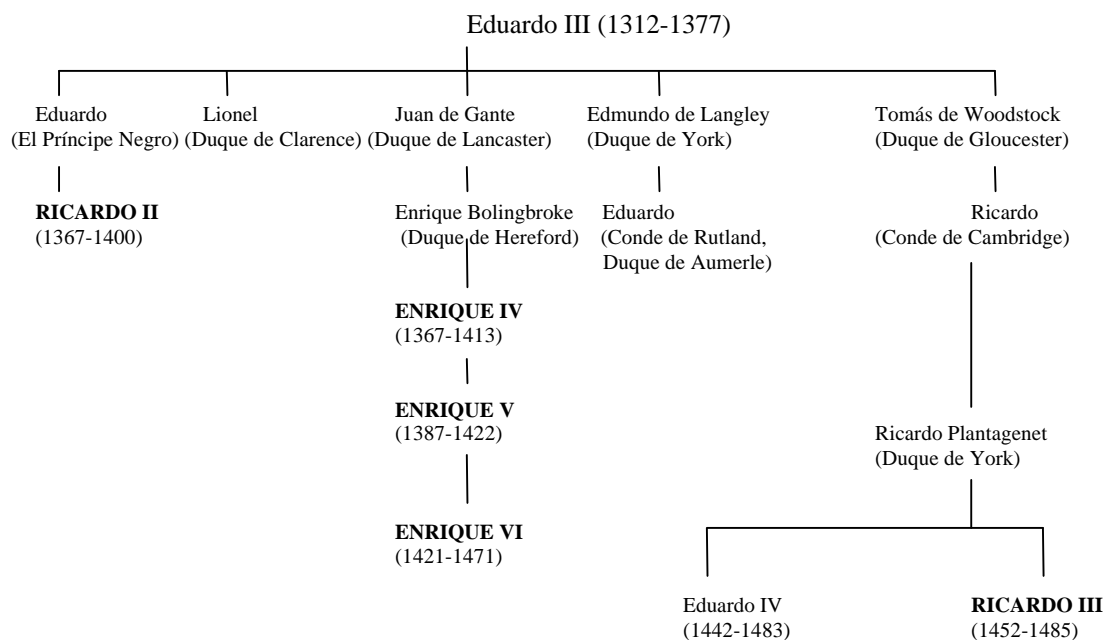 Eduardo III (1312-1377)
Eduardo
(El Príncipe Negro)
Lionel
(Duque de Clarence)
Juan de Gante
(Duque de Lancaster)
Edmundo de Langley
(Duque de York)
Tomás de Woodstock
(Duque de Gloucester)
RICARDO II
(1367-1400)
Enrique Bolingbroke
(Duque de Hereford)
Eduardo
(Conde de Rutland,
Duque de Aumerle)
Ricardo
(Conde de Cambridge)
ENRIQUE IV
(1367-1413)
ENRIQUE V
(1387-1422)
Ricardo Plantagenet
(Duque de York)
ENRIQUE VI
(1421-1471)
Eduardo IV
(1442-1483)
RICARDO III
(1452-1485)